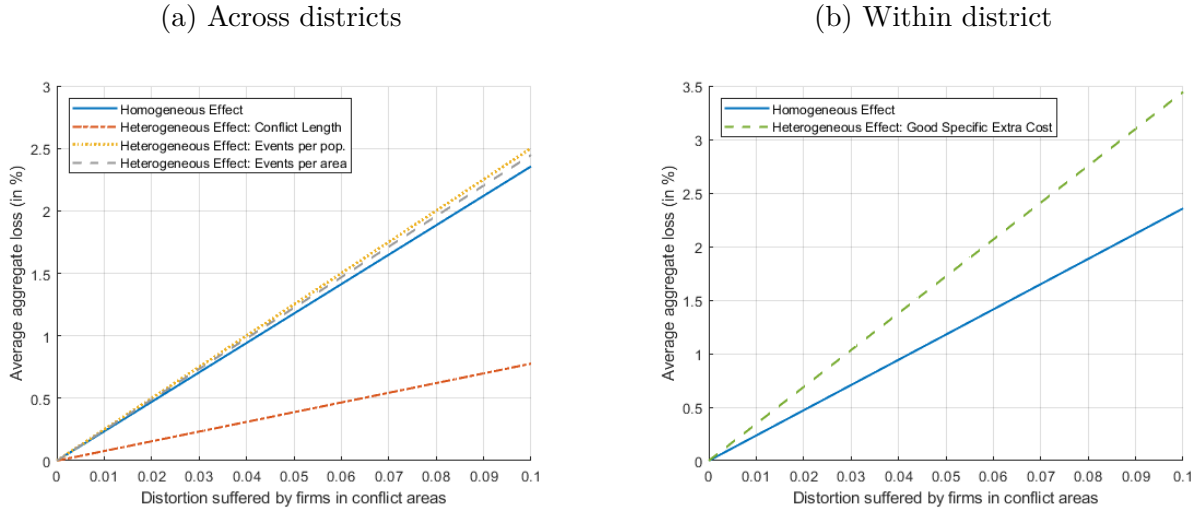 (a) Across districts
Average aggregate loss (in %)
3
2.5
2
1.5
1
0.5
0
Homogeneous Effect
Heterogeneous Effect: Conflict Length
Heterogeneous Effect: Events per pop.
Heterogeneous Effect: Events per area
0 0.01 0.02 0.03 0.04 0.05 0.06 0.07 0.08 0.09 0.1
Distortion suffered by firms in conflict areas
(b) Within district
Average aggregate loss (in %)
3.5
3
2.5
2
1.5
1
0.5
0
Homogeneous Effect
Heterogeneous Effect: Good Specific Extra Cost
0 0.01 0.02 0.03 0.04 0.05 0.06 0.07 0.08 0.09 0.1
Distortion suffered by firms in conflict areas